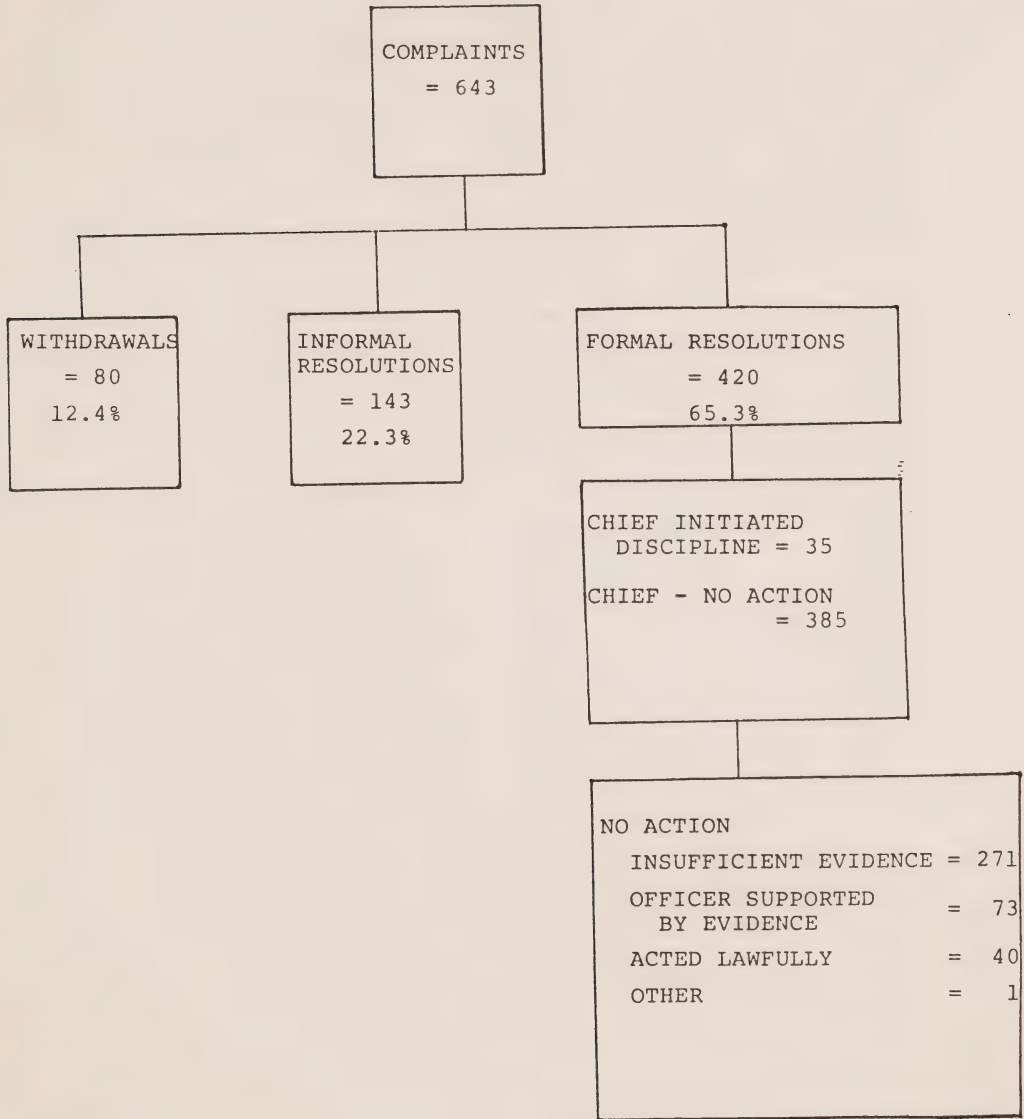 COMPLAINTS
= 643
WITHDRAWALS
= 80
12.4%
INFORMAL
RESOLUTIONS
= 143
22.3%
FORMAL RESOLUTIONS
= 420
65.3%
CHIEF INITIATED
DISCIPLINE = 35
CHIEF - NO ACTION
= 385
NO ACTION
INSUFFICIENT EVIDENCE = 271
OFFICER SUPPORTED
BY EVIDENCE = 73
ACTED LAWFULLY = 40
OTHER = 1